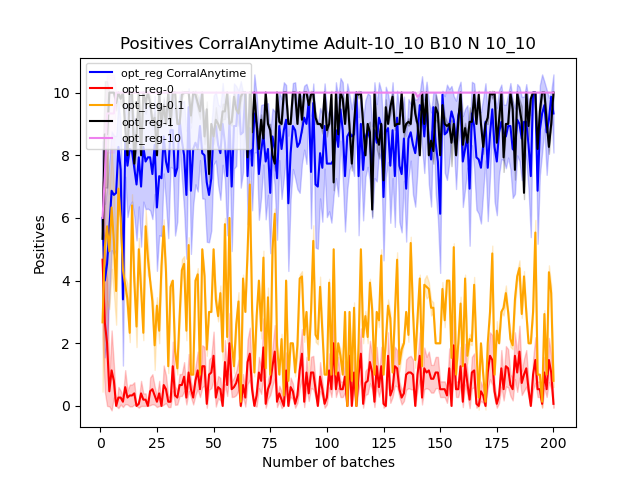 Positives CorralAnytime Adult-10_10 B10 N 10_10
opt_reg CorralAnytime
opt_reg-0
opt_reg-0.1
opt_reg-1
opt_reg-10
Positives
10
8
6
4
2
0
0 25 50 75 100 125 150 175 200
Number of batches